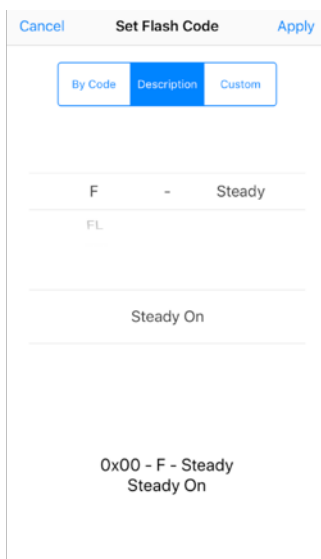 Cancel Set Flash Code Apply
By Code Description Custom
F - Steady
FL
Steady On
0x00 - F - Steady
Steady On